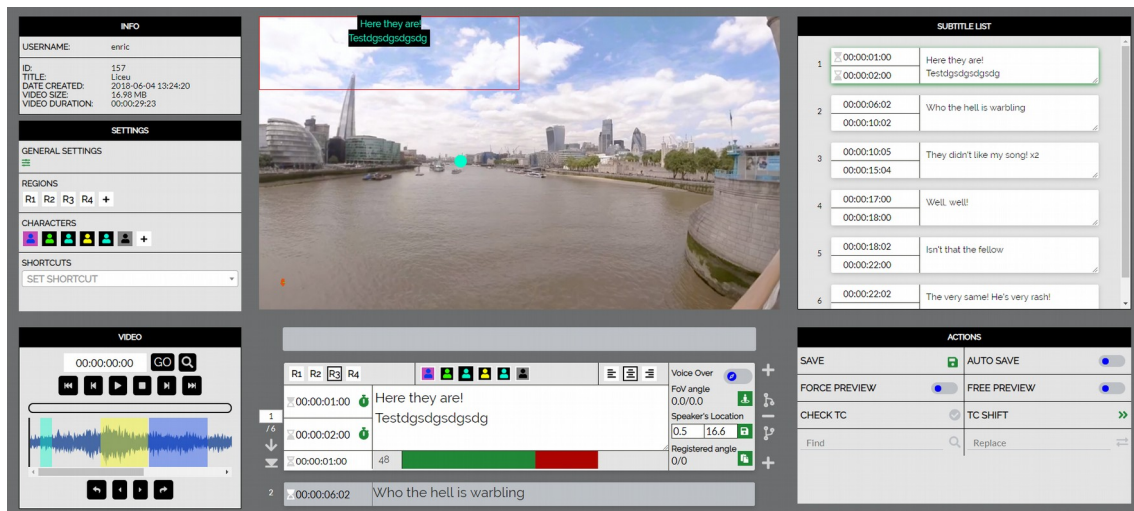 INFO
USERNAME: enric
ID: 157
TITLE: Liceu
DATE CREATED: 2018-06-04 13:24:20
VIDEO SIZE: 16.98 MB
VIDEO DURATION: 00:00:29:23
SETTINGS
GENERAL SETTINGS
REGIONS
R1 R2 R3 R4 +
CHARACTERS
+
SHORTCUTS
SET SHORTCUT
Here they are!
Testdgsdgsdgsdg
SUBTITLE LIST
1 00:00:01:00 Here they are!
00:00:02:00 Testdgsdgsdgsdg
2 00:00:06:02 Who the hell is warbling
00:00:10:02
3 00:00:10:05 They didn't like my song! x2
00:00:15:04
4 00:00:17:00 Well, well!
00:00:18:00
5 00:00:18:02 Isn't that the fellow
00:00:22:00
6 00:00:22:02 The very same! He's very rash!
VIDEO
00:00:00:00 GO
R1 R2 R3 R4
Voice Over
1
/6
00:00:01:00 Here they are!
Testdgsdgsdgsdg
00:00:02:00
00:00:01:00 48
FoV angle
0.0/0.0
Speaker's Location
0.5 16.6
Registered angle
0/0
2 00:00:06:02 Who the hell is warbling
ACTIONS
SAVE AUTO SAVE
FORCE PREVIEW FREE PREVIEW
CHECK TC TC SHIFT
Find Replace